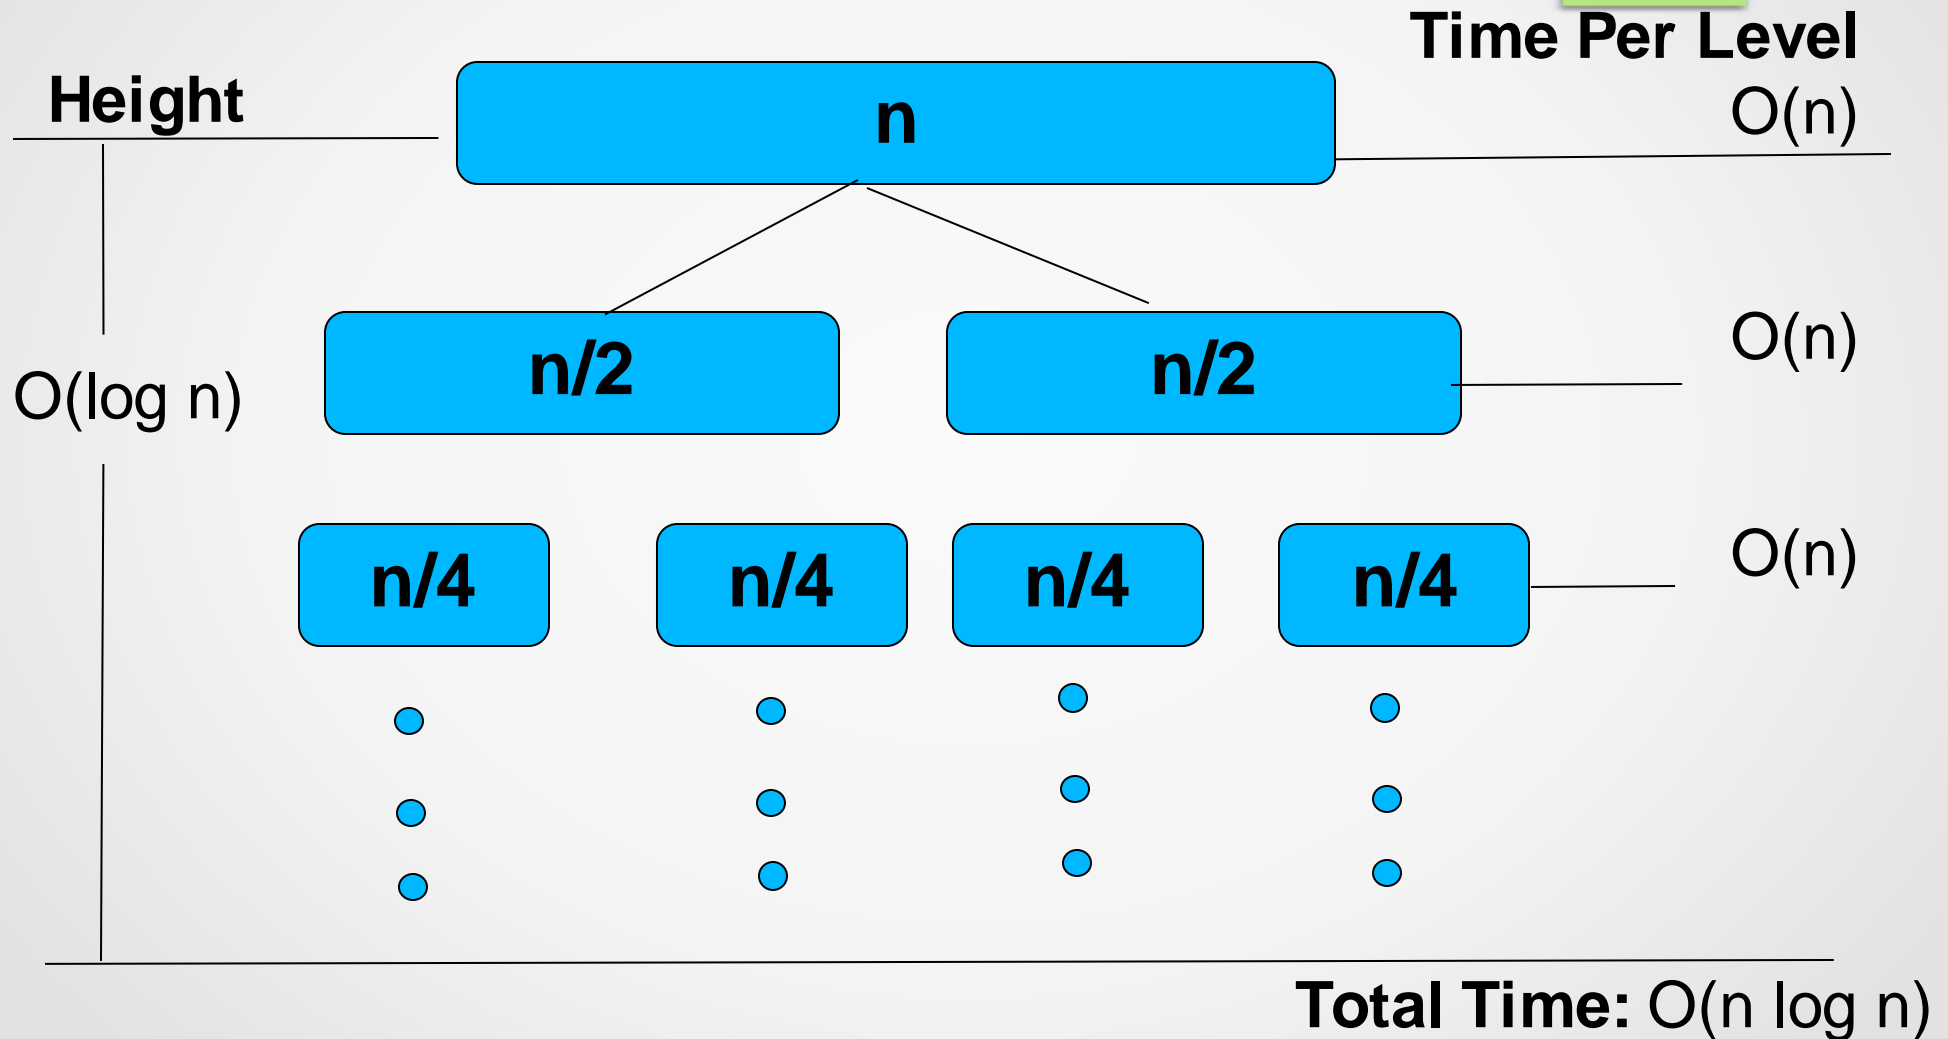 Time Per Level
Height
n
O(n)
n/2
n/2
O(n)
O(log n)
n/4
n/4
n/4
n/4
O(n)
Total Time: O(n log n)